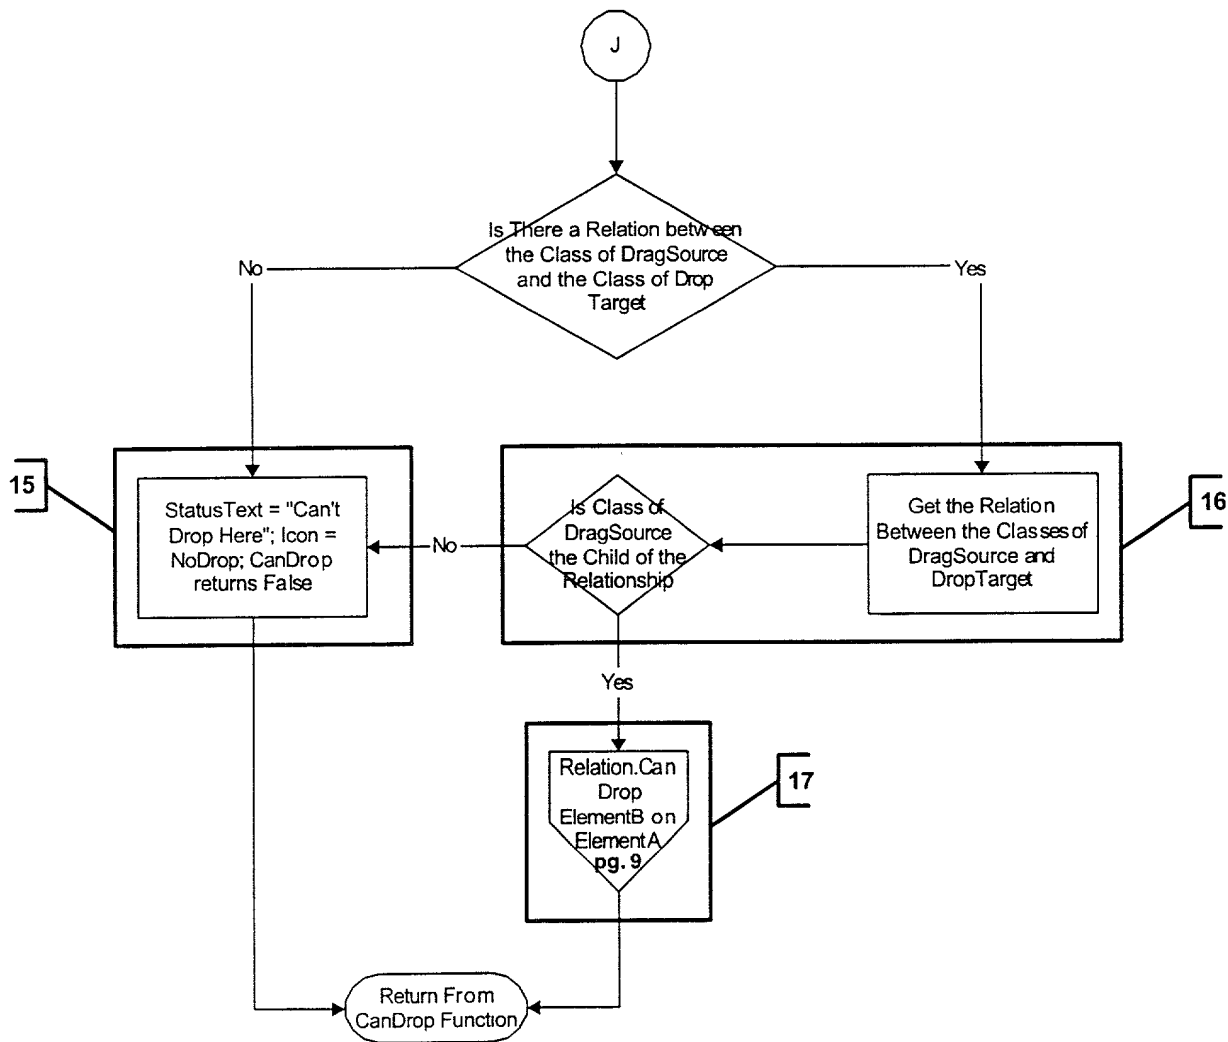 J
Is There a Relation between
the Class of DragSource
and the Class of Drop
Target
No
Yes
15
StatusText = "Can't
Drop Here"; Icon =
NoDrop; CanDrop
returns False
No
Is Class of
DragSource
the Child of the
Relationship
Get the Relation
Between the Classes of
DragSource and
DropTarget
16
Yes
Relation.Can
Drop
ElementB on
ElementA
pg. 9
17
Return From
CanDrop Function